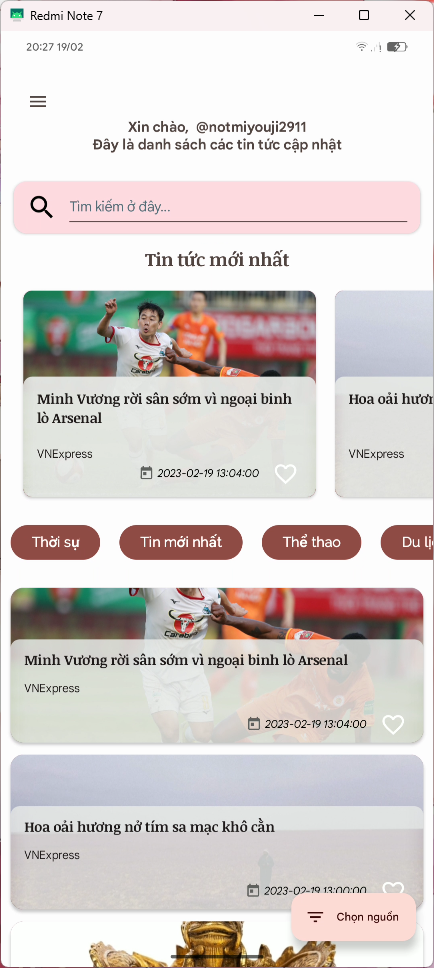 Redmi Note 7
20:27 19/02
Xin chào, @notmiyouji2911
Đây là danh sách các tin tức cập nhật
Tìm kiếm ở đây...
Tin tức mới nhất
Minh Vương rời sân sớm vì ngoại binh
lò Arsenal
VNExpress
2023-02-19 13:04:00
Hoa oải hươn
VNExpress
Thời sự
Tin mới nhất
Thể thao
Du lị
Minh Vương rời sân sớm vì ngoại binh lò Arsenal
VNExpress
2023-02-19 13:04:00
Hoa oải hương nở tím sa mạc khô cằn
VNExpress
2023-02-19 13:00:00
Chọn nguồn